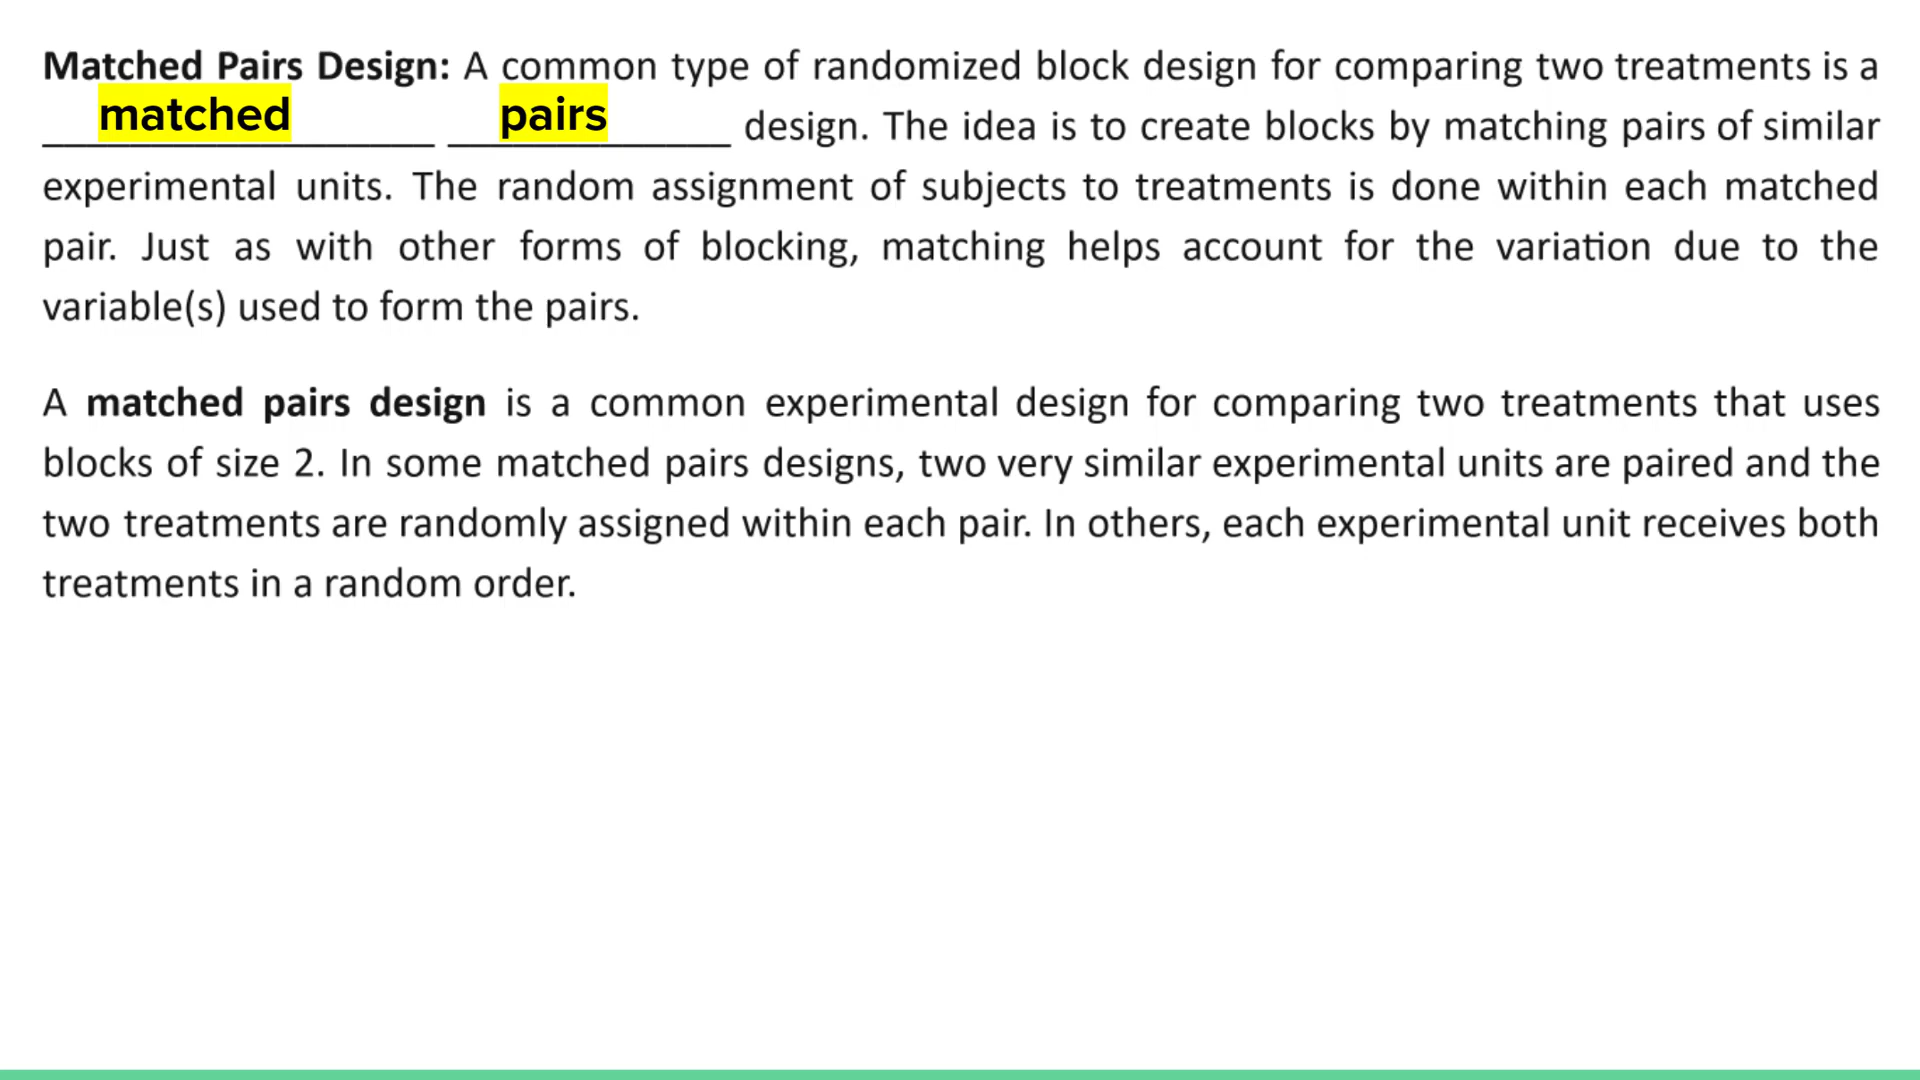 Matched Pairs Design: A common type of randomized block design for comparing two treatments is a
matched pairs design. The idea is to create blocks by matching pairs of similar
experimental units. The random assignment of subjects to treatments is done within each matched
pair. Just as with other forms of blocking, matching helps account for the variation due to the
variable(s) used to form the pairs.
A matched pairs design is a common experimental design for comparing two treatments that uses
blocks of size 2. In some matched pairs designs, two very similar experimental units are paired and the
two treatments are randomly assigned within each pair. In others, each experimental unit receives both
treatments in a random order.